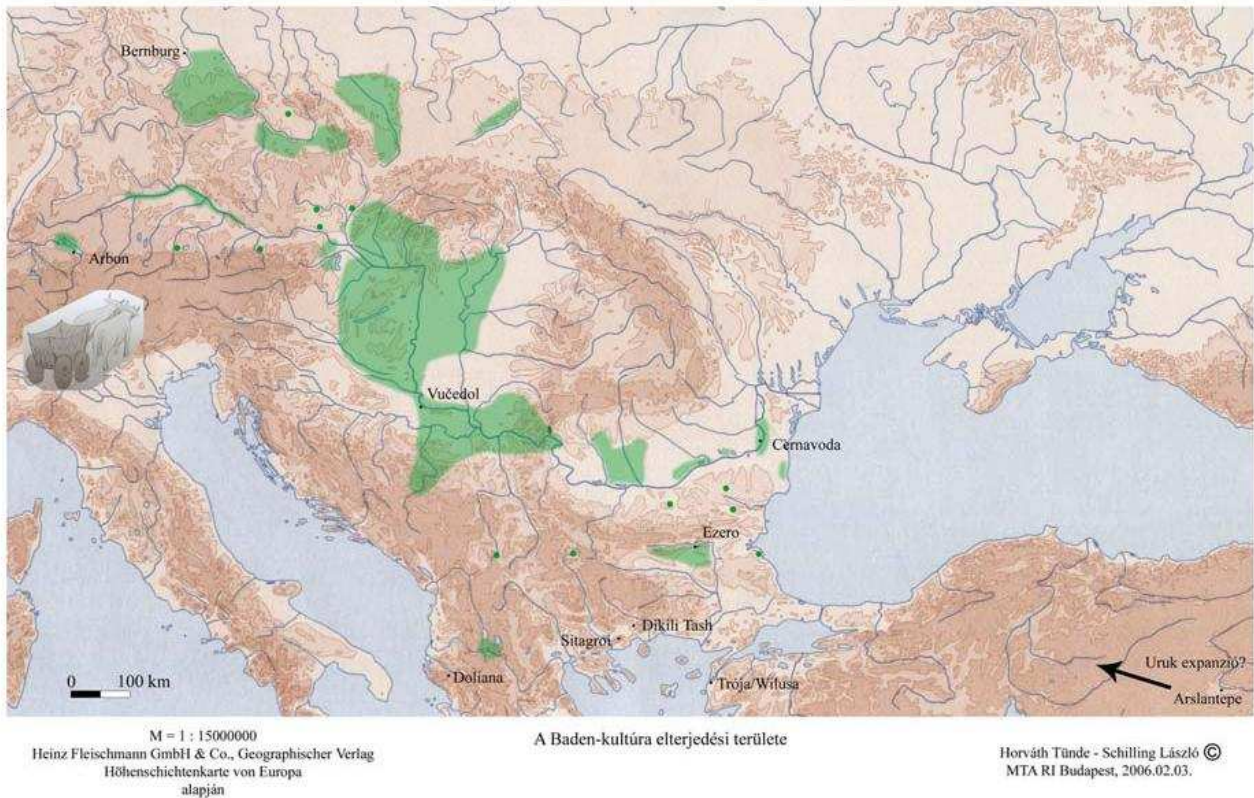 Bernburg
Arbon
Vučedol
Cernavoda
Ezero
Dikili Tash
Sitagroi
Doliana
Trója/Wilusa
Uruk expanzió?
Arslantepe
0 100 km
M = 1 : 15000000
Heinz Fleischmann GmbH & Co., Geographischer Verlag
Höhenschichtenkarte von Europa
alapján
A Baden-kultúra elterjedési területe
Horváth Tünde - Schilling László ©
MTA RI Budapest, 2006.02.03.